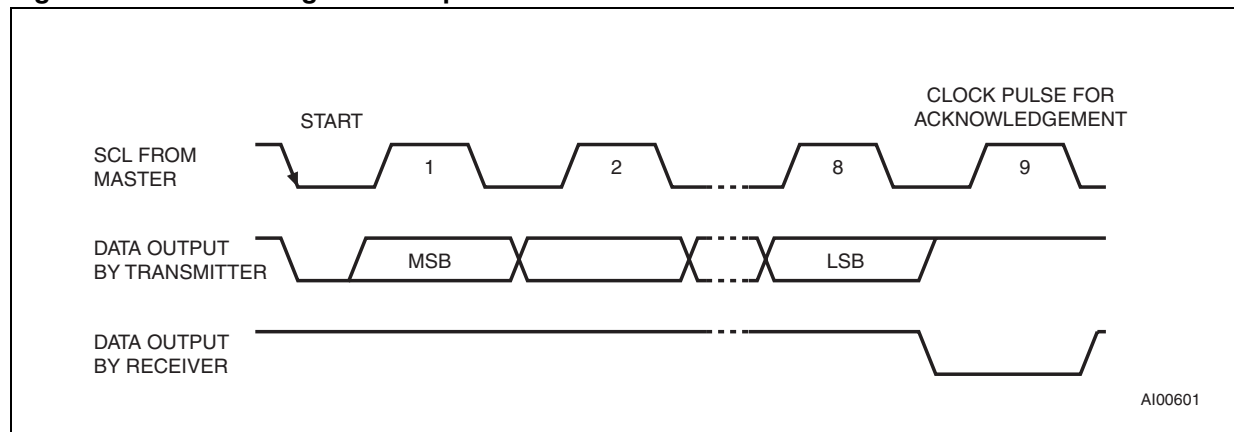 START
CLOCK PULSE FOR
ACKNOWLEDGEMENT
SCL FROM
MASTER
1
2
8
9
DATA OUTPUT
BY TRANSMITTER
MSB
LSB
DATA OUTPUT
BY RECEIVER
AI00601